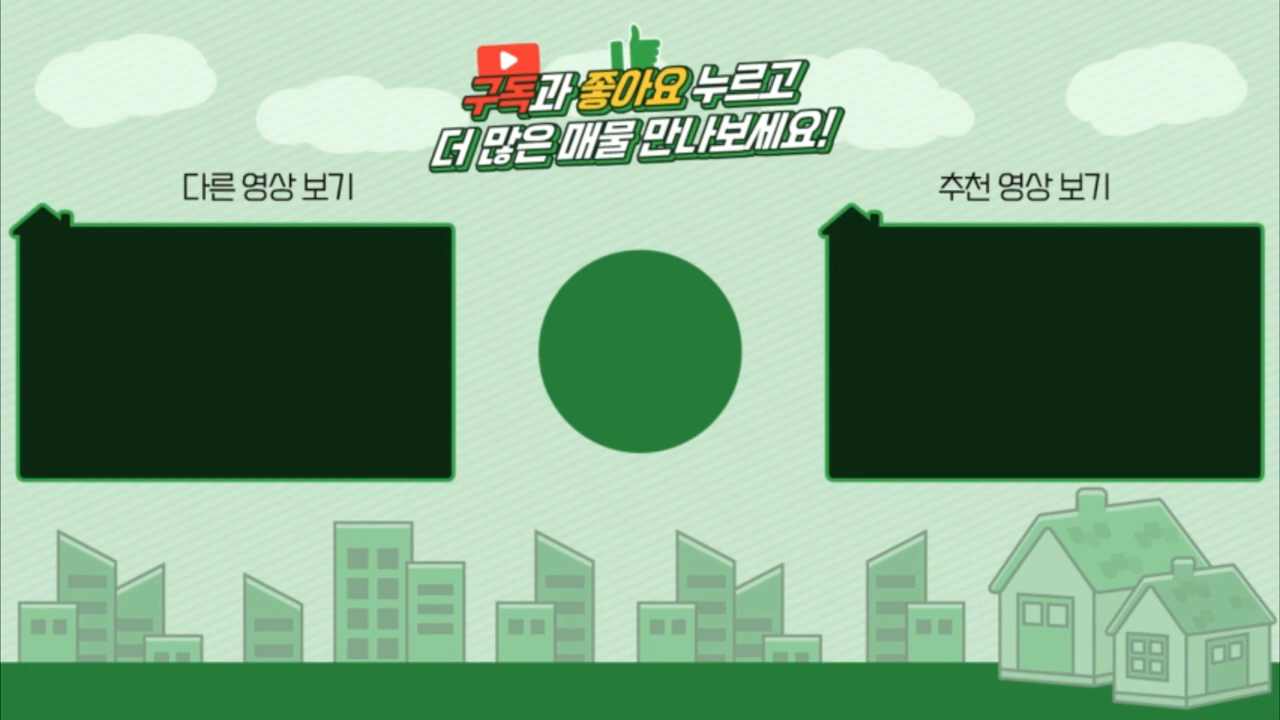 구독과 좋아요 누르고
더 많은 매물 만나보세요!
다른 영상 보기
추천 영상 보기